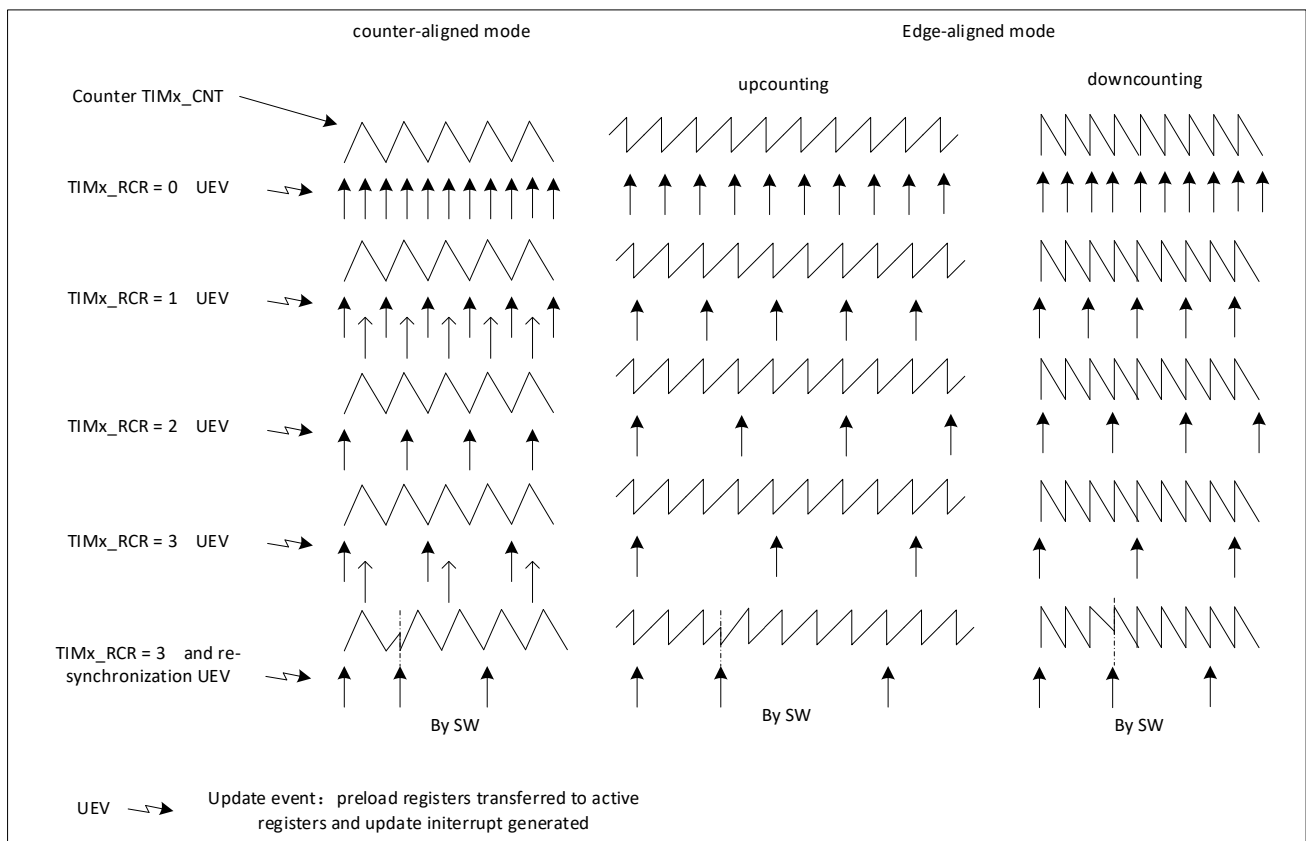 counter-aligned mode
Edge-aligned mode
upcounting
downcounting
Counter TIMx_CNT
TIMx_RCR = 0 UEV
TIMx_RCR = 1 UEV
TIMx_RCR = 2 UEV
TIMx_RCR = 3 UEV
TIMx_RCR = 3 and re-
synchronization UEV
By SW
By SW
By SW
UEV
Update event：preload registers transferred to active
registers and update initerrupt generated